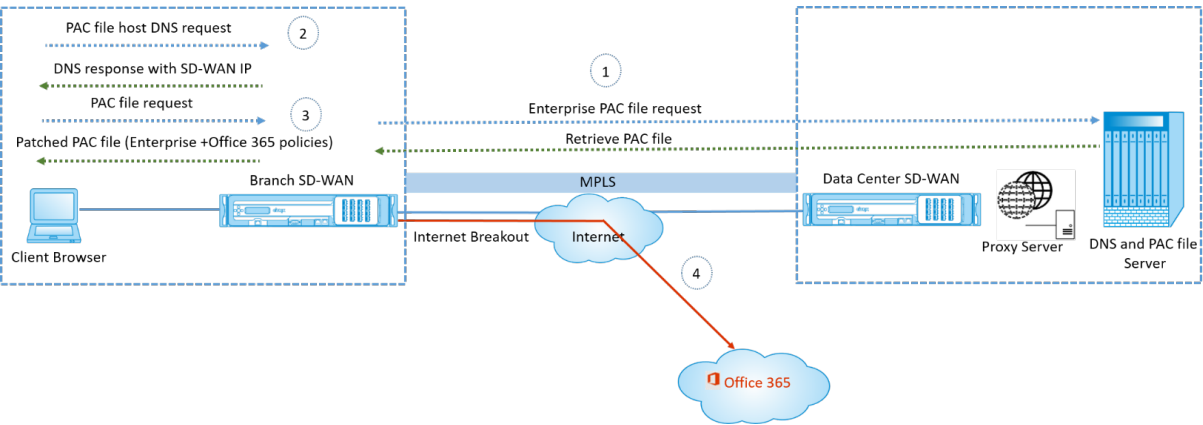 PAC file host DNS request
2
DNS response with SD-WAN IP
1
PAC file request
3
Enterprise PAC file request
Patched PAC file (Enterprise +Office 365 policies)
Retrieve PAC file
Branch SD-WAN
MPLS
Data Center SD-WAN
Client Browser
Internet Breakout
Internet
Proxy Server
DNS and PAC file
Server
4
Office 365